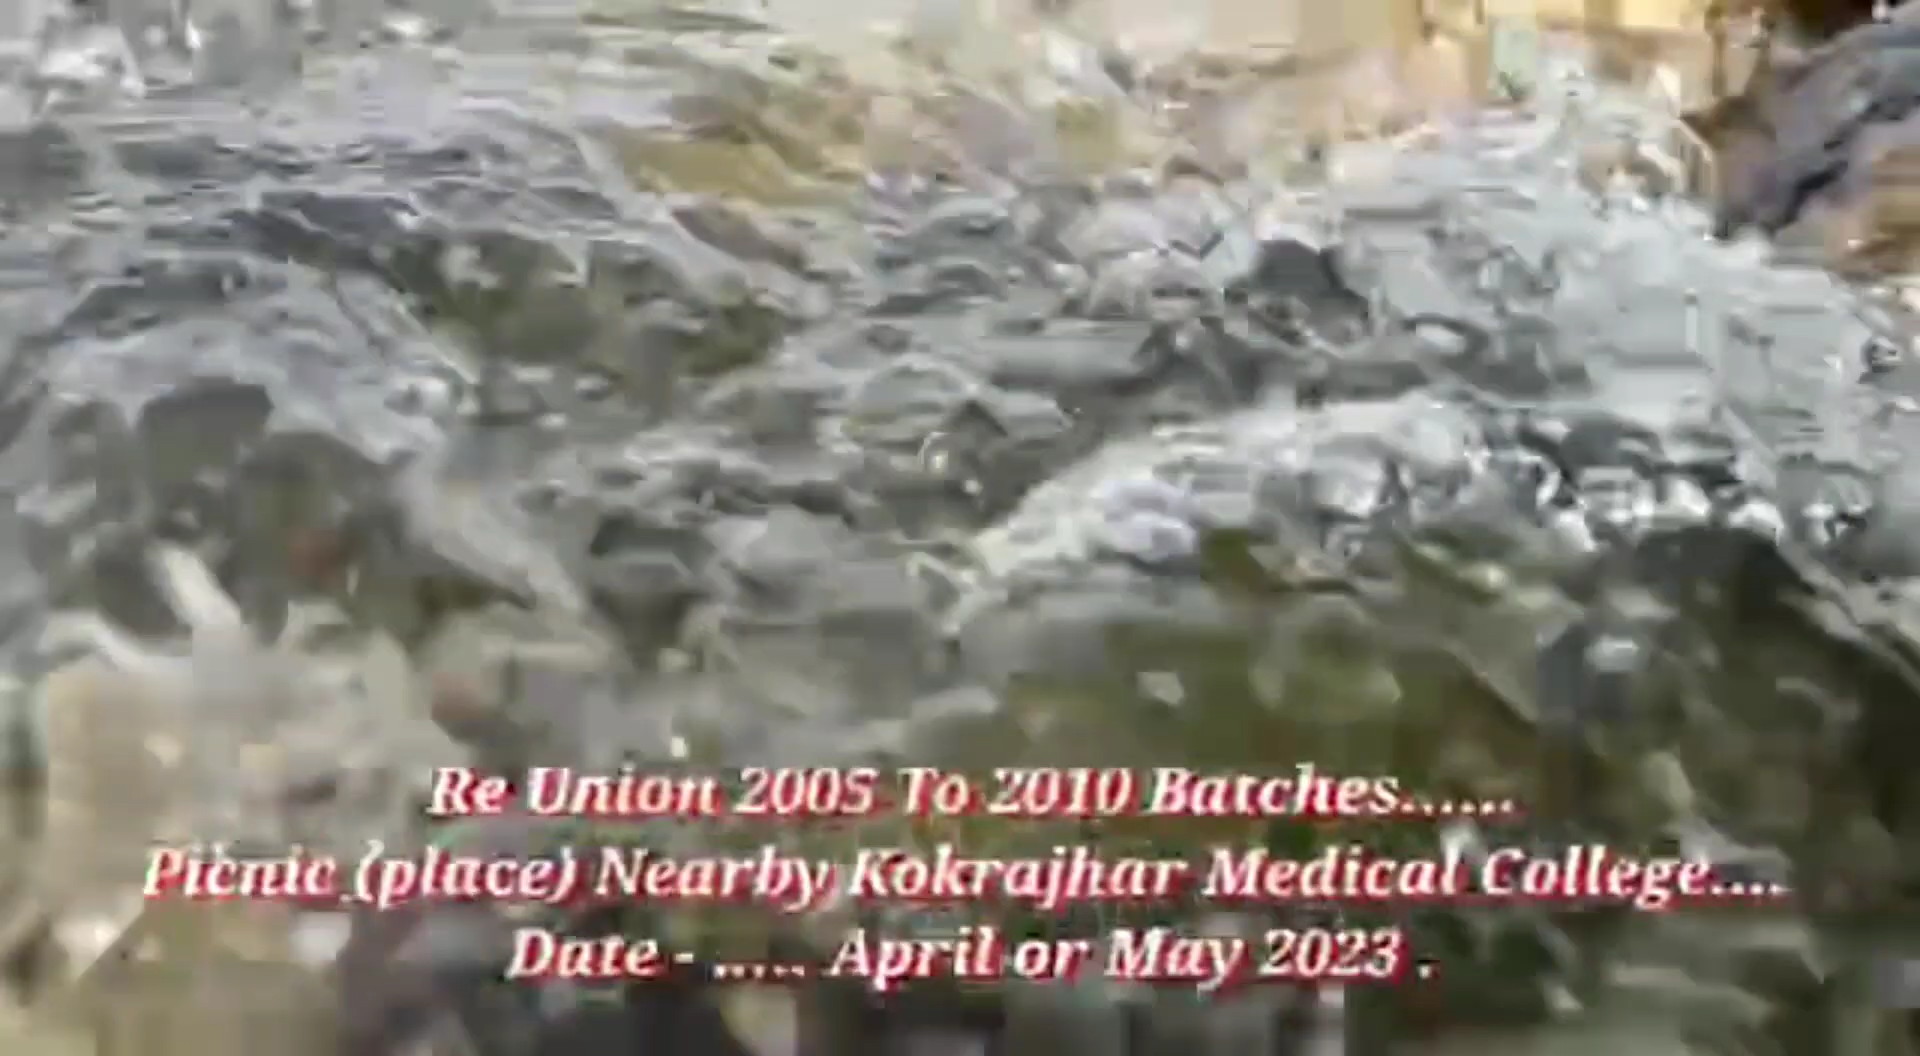 Re Union 2005 To 2010 Batches......
Picnic (place) Nearby Kokrajhar Medical College....
Date - ..... April or May 2023 .